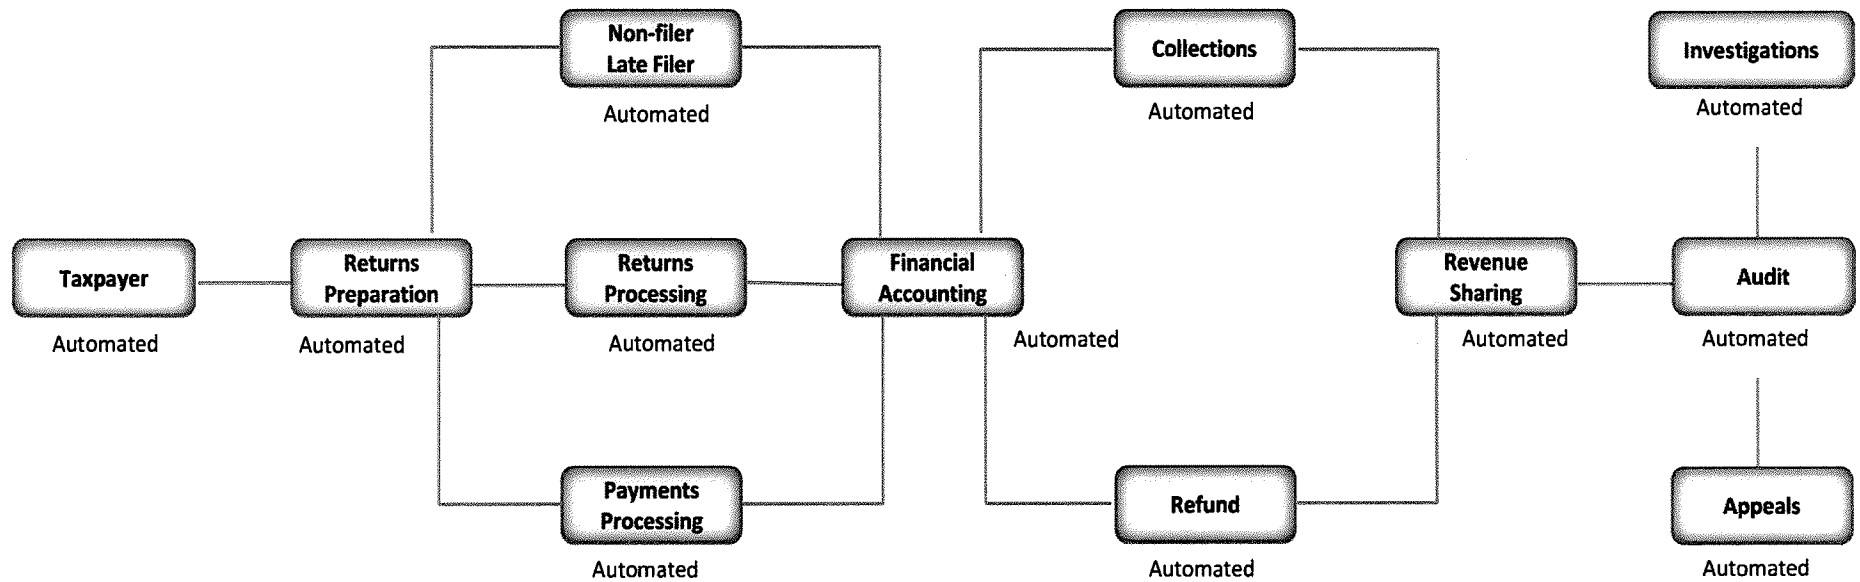 Non-filer
Late Filer
Automated
Collections
Automated
Investigations
Automated
Taxpayer
Automated
Returns
Preparation
Automated
Returns
Processing
Automated
Financial
Accounting
Automated
Revenue
Sharing
Automated
Audit
Automated
Payments
Processing
Automated
Refund
Automated
Appeals
Automated